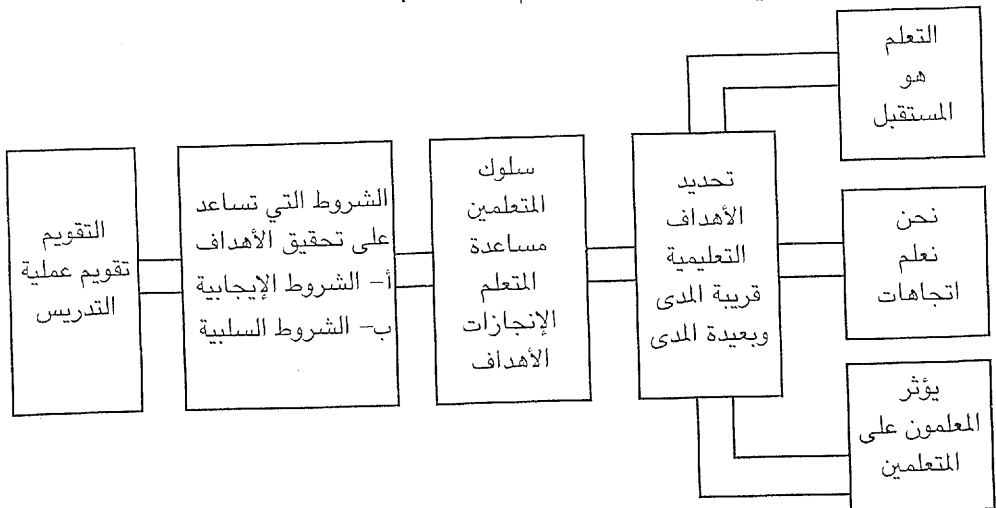 التعلم
هو
المستقبل
نحن
نعلم
اتجاهات
يؤثر
المعلمون على
المتعلمين
تحديد
الأهداف
التعليمية
قريبة المدى
وبعيدة المدى
سلوك
المتعلمين
مساعدة
المتعلم
الإنجازات
الأهداف
الشروط التي تساعد
على تحقيق الأهداف
أ- الشروط الإيجابية
ب- الشروط السلبية
التقويم
تقويم عملية
التدريس